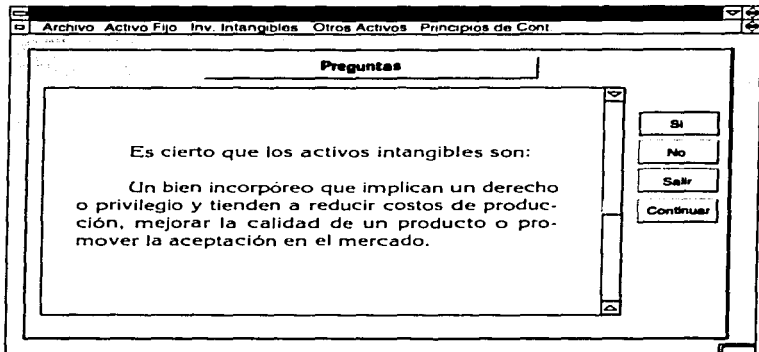 Archivo Activo Fijo Inv. Intangibles Otros Activos Principios de Cont.
Preguntas
Es cierto que los activos intangibles son:
Un bien incorpóreo que implican un derecho
o privilegio y tienden a reducir costos de produc-
ción, mejorar la calidad de un producto o pro-
mover la aceptación en el mercado.
Si
No
Salir
Continuar